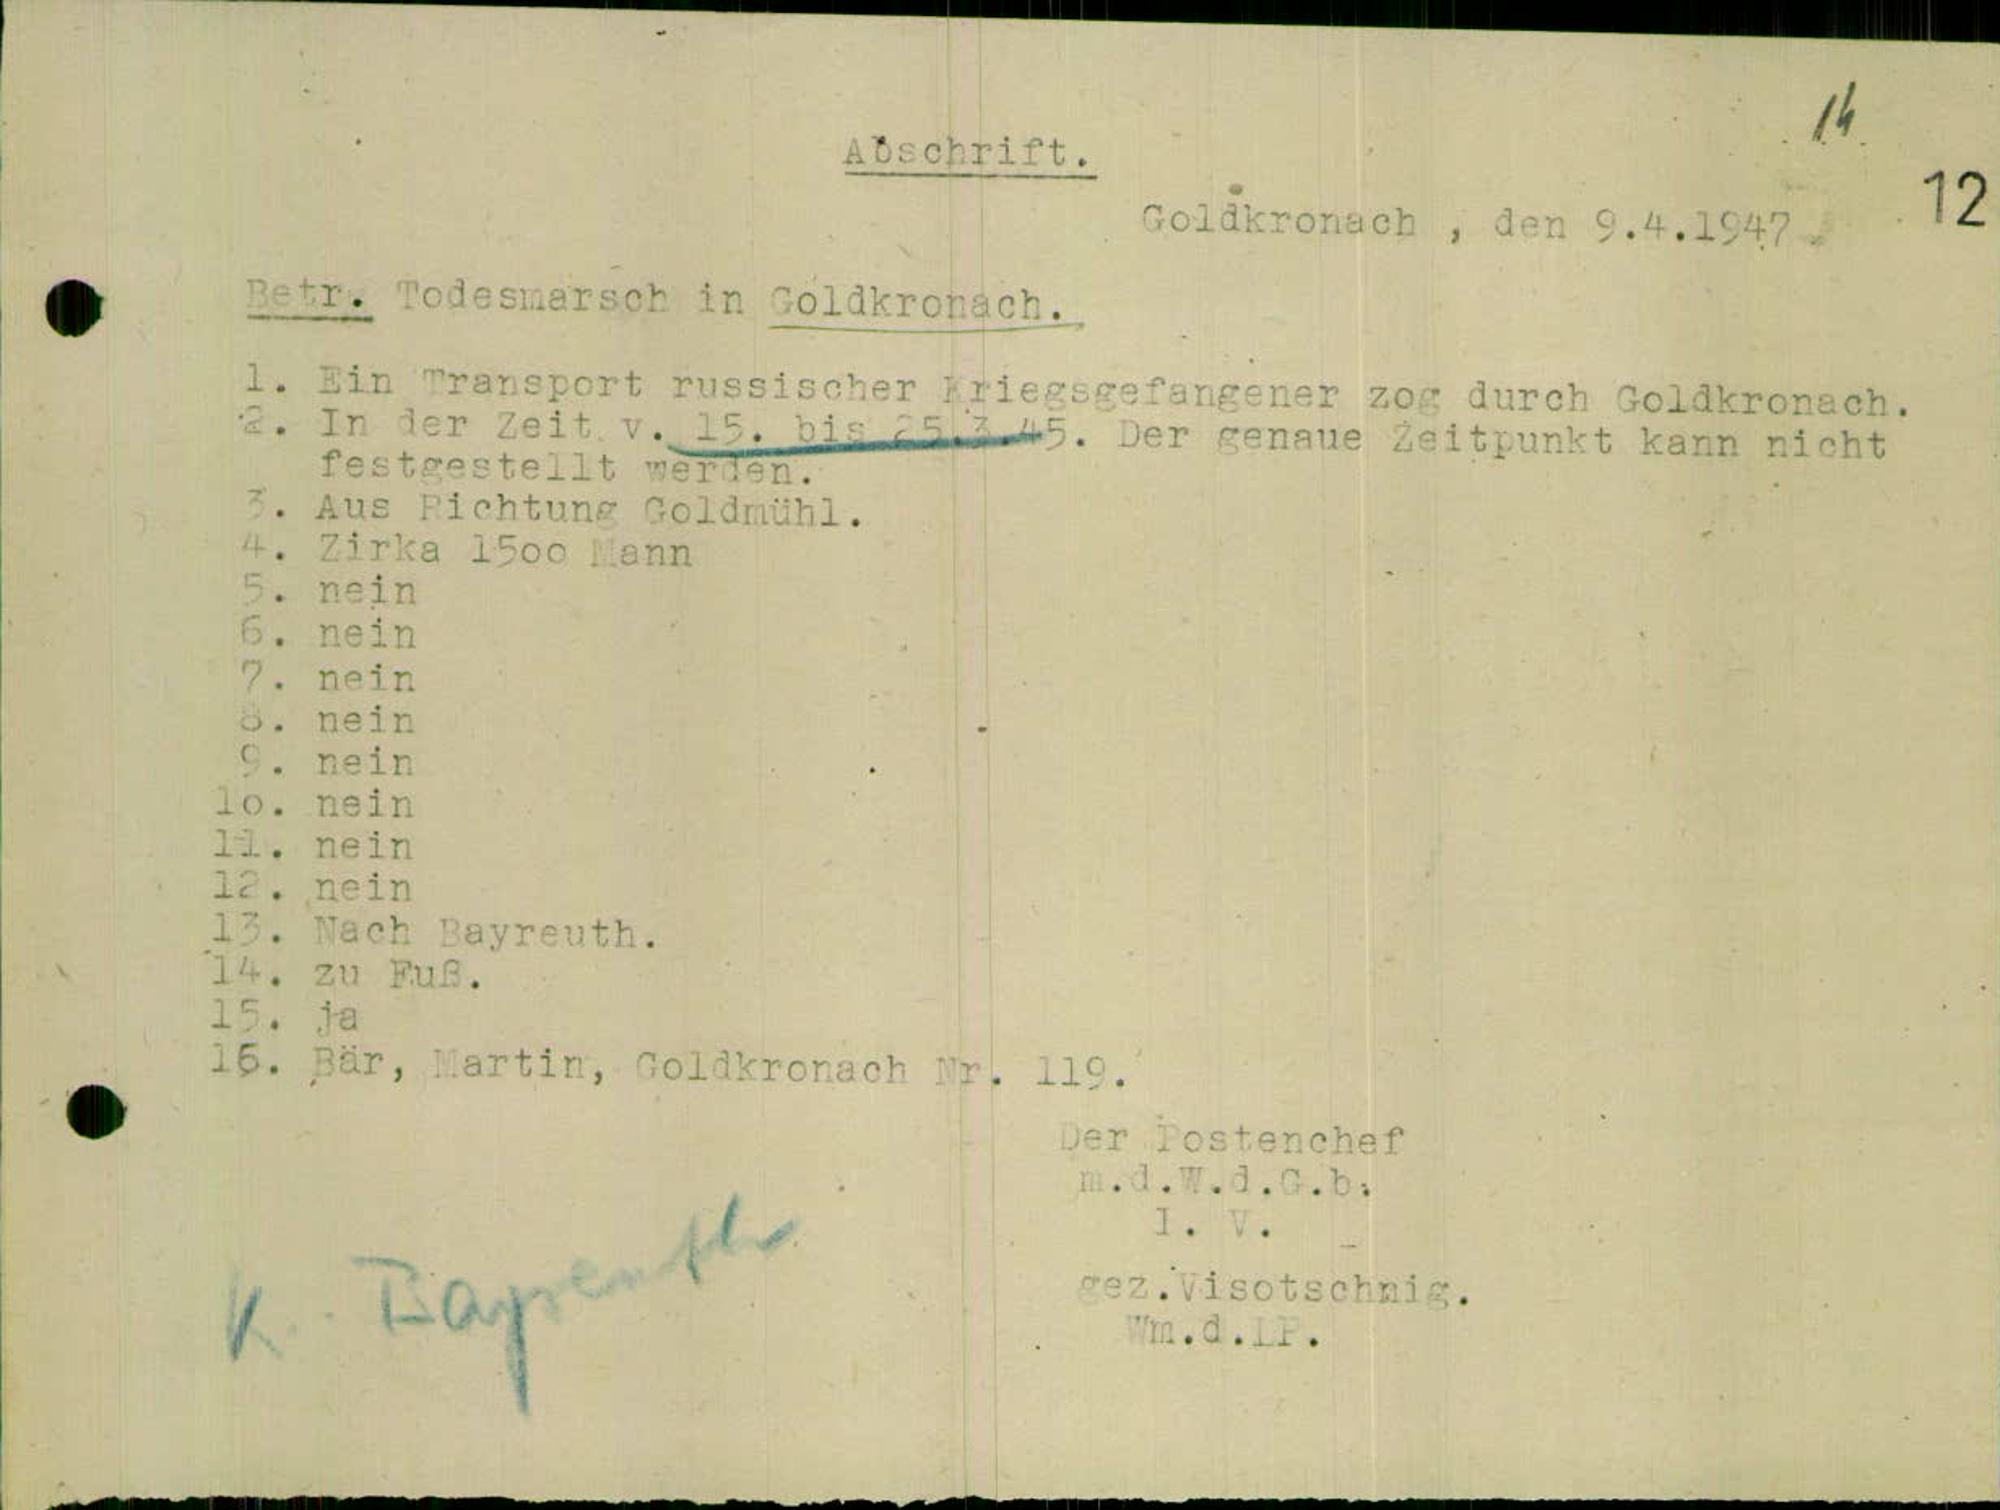 14
Abschrift.
12
Goldkronach , den 9.4.1947
Betr. Todesmarsch in Goldkronach.
1. Ein Transport russischer Kriegsgefangener zog durch Goldkronach.
2. In der Zeit v. 15. bis 25.3.45. Der genaue Zeitpunkt kann nicht
festgestellt werden.
3. Aus Richtung Goldmühl.
4. Zirka 15oo Mann
5. nein
6. nein
7. nein
8. nein
9. nein
1o. nein
11. nein
12. nein
13. Nach Bayreuth.
14. zu Fuß.
15. ja
16. Bär, Martin, Goldkronach Nr. 119.
Der Postenchef
m.d.W.d.G.b.
I. V.
gez.Visotschnig.
Wm.d.LP.
K. Bayreuth